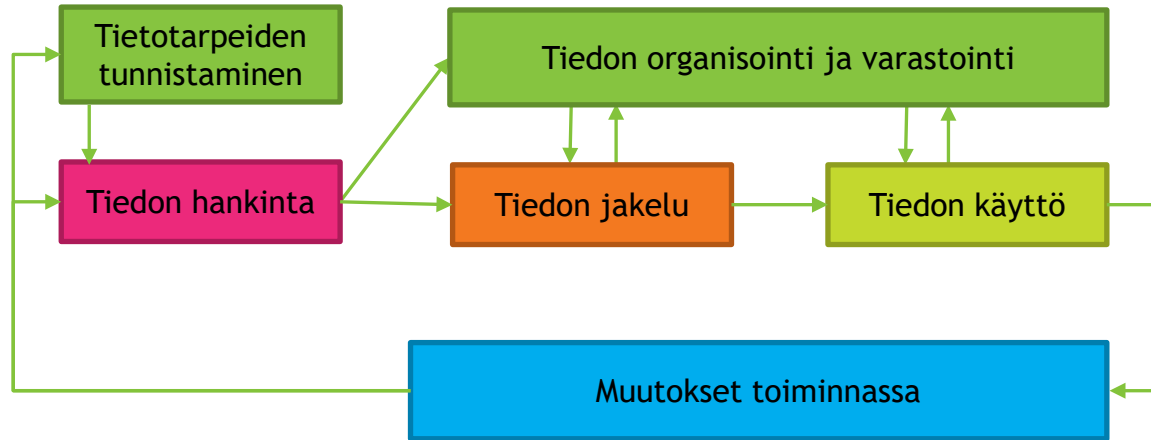 Tietotarpeiden
tunnistaminen
Tiedon organisointi ja varastointi
Tiedon hankinta
Tiedon jakelu
Tiedon käyttö
Muutokset toiminnassa